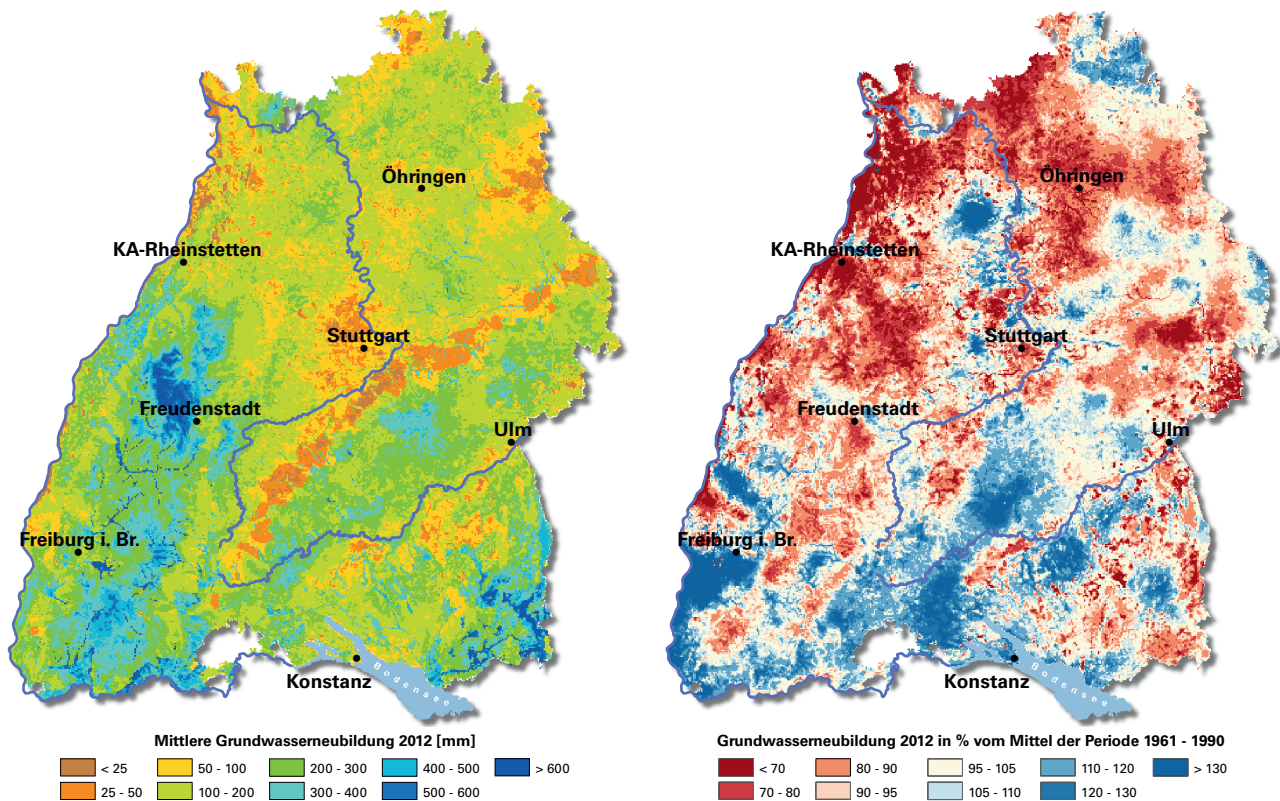 Öhringen
KA-Rheinstetten
Stuttgart
Freudenstadt
Ulm
Freiburg i. Br.
Konstanz
Bodensee
Mittlere Grundwasserneubildung 2012 [mm]
< 25
50 - 100
200 - 300
400 - 500
> 600
25 - 50
100 - 200
300 - 400
500 - 600
Öhringen
KA-Rheinstetten
Stuttgart
Freudenstadt
Ulm
Freiburg i. Br.
Konstanz
Bodensee
Grundwasserneubildung 2012 in % vom Mittel der Periode 1961 - 1990
< 70
80 - 90
95 - 105
110 - 120
> 130
70 - 80
90 - 95
105 - 110
120 - 130